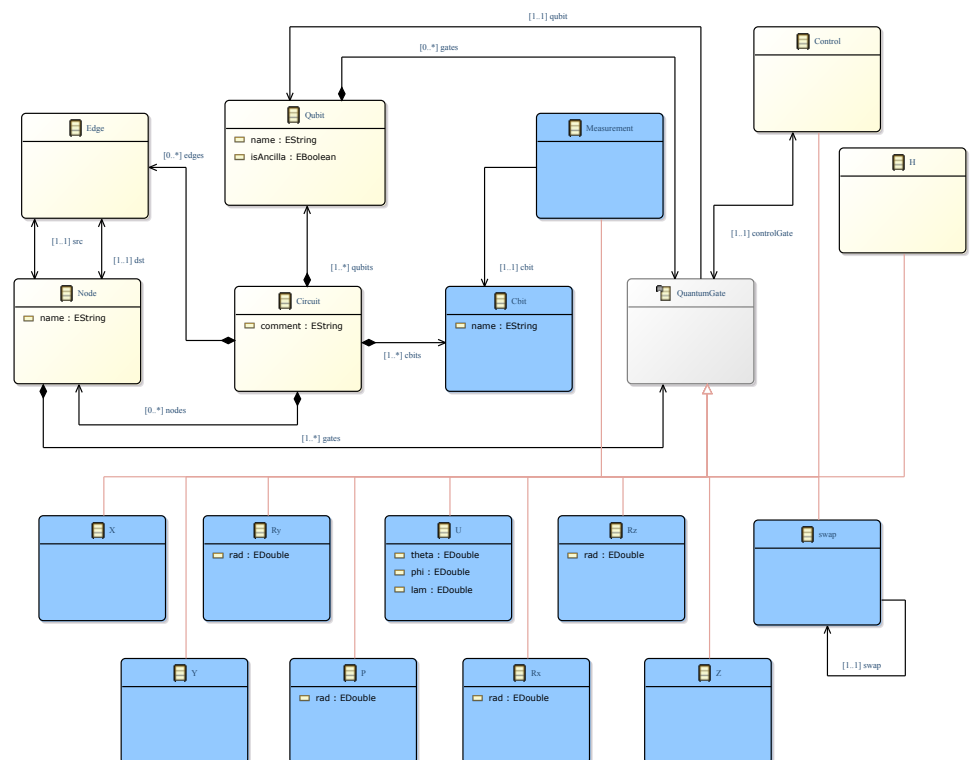 [1..1] qubit
[0..*] gates
Control
Qubit
name : EString
isAncilla : EBoolean
Edge
Measurement
[0..*] edges
H
[1..1] src
[1..1] dst
[1..*] qubits
[1..1] cbit
[1..1] controlGate
Node
name : EString
Circuit
comment : EString
Cbit
name : EString
QuantumGate
[1..*] cbits
[0..*] nodes
[1..*] gates
X
Ry
rad : EDouble
U
theta : EDouble
phi : EDouble
lam : EDouble
Rz
rad : EDouble
swap
[1..1] swap
Y
P
rad : EDouble
Rx
rad : EDouble
Z